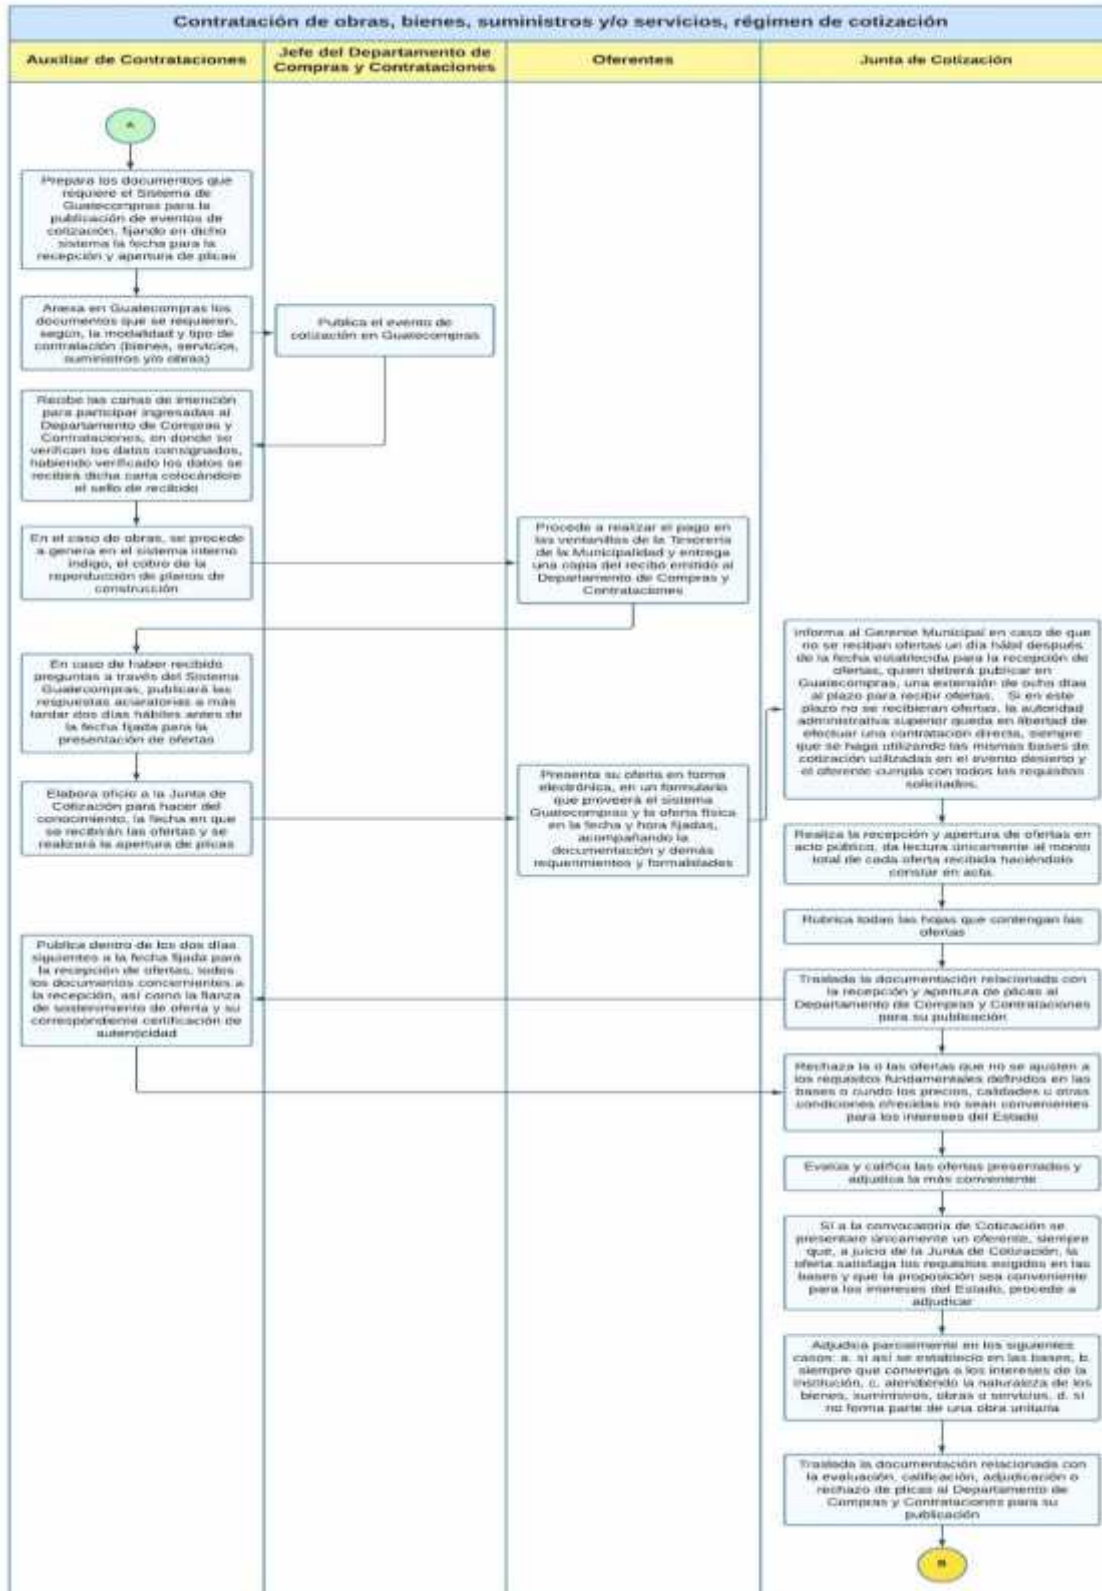 Contratación de obras, bienes, suministros y/o servicios, régimen de cotización
Auxiliar de Contrataciones
Jefe del Departamento de
Compras y Contrataciones
Oferentes
Junta de Cotización
A
Prepara los documentos que
requiere el Sistema de
Guatecompras para la
publicación de eventos de
cotización, fijando en dicho
sistema la fecha para la
recepción y apertura de plicas
Anexa en Guatecompras los
documentos que se requieren,
según, la modalidad y tipo de
contratación (bienes, servicios,
suministros y/o obras)
Publica el evento de
cotización en Guatecompras
Recibe las cartas de intención
para participar ingresadas al
Departamento de Compras y
Contrataciones, en donde se
verifican los datos consignados,
habiendo verificado los datos se
recibirá dicha carta colocándole
el sello de recibido
En el caso de obras, se procede
a genera en el sistema interno
indigo, el cobro de la
reporducción de planos de
construcción
Procede a realizar el pago en
las ventanillas de la Tesorería
de la Municipalidad y entrega
una copia del recibo emitido al
Departamento de Compras y
Contrataciones
En caso de haber recibido
preguntas a través del Sistema
Guatecompras, publicará las
respuestas aclaratorias a más
tardar dos días hábiles antes de
la fecha fijada para la
presentación de ofertas
Elabora oficio a la Junta de
Cotización para hacer del
conocimiento, la fecha en que
se recibirán las ofertas y se
realizará la apertura de plicas
Presenta su oferta en forma
electrónica, en un formulario
que proveerá el sistema
Guatecompras y la oferta física
en la fecha y hora fijadas,
acompañando la
documentación y demás
requerimientos y formalidades
Informa al Gerente Municipal en caso de que
no se reciban ofertas un día hábil después
de la fecha establecida para la recepción de
ofertas, quien deberá publicar en
Guatecompras, una extensión de ocho días
al plazo para recibir ofertas. Si en este
plazo no se recibieran ofertas, la autoridad
administrativa superior queda en libertad de
efectuar una contratación directa, siempre
que se haga utilizando las mismas bases de
cotización utilizadas en el evento desierto y
el oferente cumpla con todos los requisitos
solicitados.
Realiza la recepción y apertura de ofertas en
acto público, da lectura únicamente al monto
total de cada oferta recibida haciéndolo
constar en acta.
Rubrica todas las hojas que contengan las
ofertas
Traslada la documentación relacionada con
la recepción y apertura de plicas al
Departamento de Compras y Contrataciones
para su publicación
Publica dentro de los dos días
siguientes a la fecha fijada para
la recepción de ofertas, todos
los documentos concernientes a
la recepción, así como la fianza
de sostenimiento de oferta y su
correspondiente certificación de
autenticidad
Rechaza la o las ofertas que no se ajusten a
los requisitos fundamentales definidos en las
bases o cundo los precios, calidades u otras
condiciones ofrecidas no sean convenientes
para los intereses del Estado
Evalúa y califica las ofertas presentados y
adjudica la más conveniente
Sí a la convocatoria de Cotización se
presentare únicamente un oferente, siempre
que, a juicio de la Junta de Cotización, la
oferta satisfaga los requisitos exigidos en las
bases y que la proposición sea conveniente
para los intereses del Estado, procede a
adjudicar
Adjudica parcialmente en los siguientes
casos: a. si así se establecio en las bases, b.
siempre que convenga a los intereses de la
institución, c. atendiendo la naturaleza de los
bienes, suministros, obras o servicios, d. si
no forma parte de una obra unitaria
Traslada la documentación relacionada con
la evaluación, calificación, adjudicación o
rechazo de plicas al Departamento de
Compras y Contrataciones para su
publicación
B